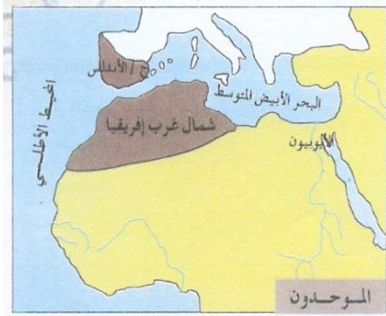 ج / الأندلس
البحر الأبيض المتوسط
المحيط الأطلسي
شمال غرب إفريقيا
الأيوبيون
الموحدون